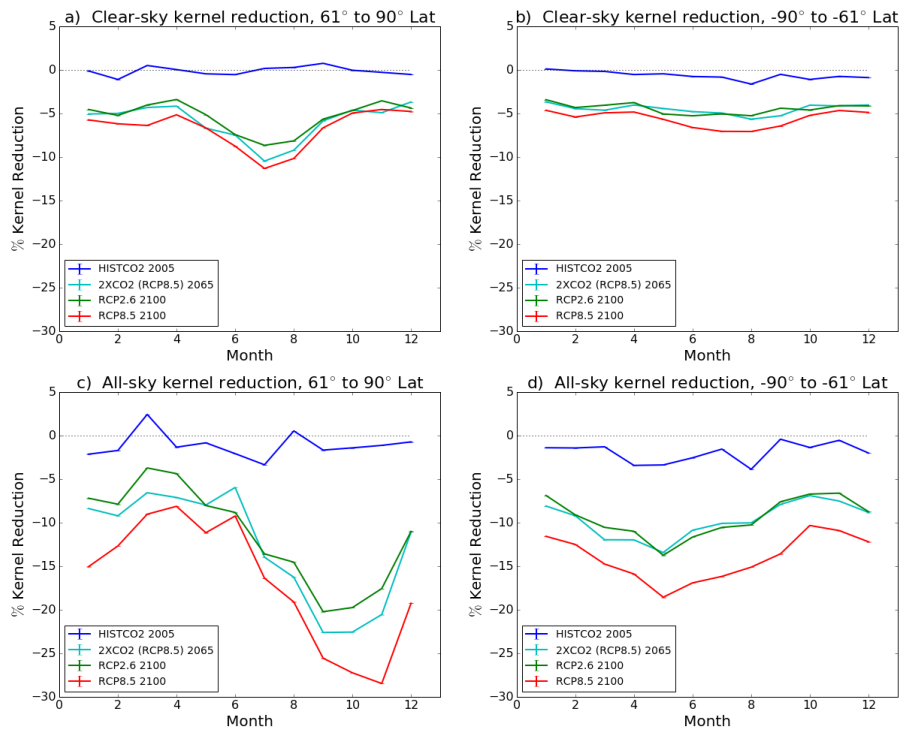 a)  Clear-sky kernel reduction, 61° to 90° Lat
5
0
−5
−10
−15
−20
−25
−30
% Kernel Reduction
HISTCO2 2005
2XCO2 (RCP8.5) 2065
RCP2.6 2100
RCP8.5 2100
0 2 4 6 8 10 12
Month
b)  Clear-sky kernel reduction, -90° to -61° Lat
5
0
−5
−10
−15
−20
−25
−30
% Kernel Reduction
HISTCO2 2005
2XCO2 (RCP8.5) 2065
RCP2.6 2100
RCP8.5 2100
0 2 4 6 8 10 12
Month
c)  All-sky kernel reduction, 61° to 90° Lat
5
0
−5
−10
−15
−20
−25
−30
% Kernel Reduction
HISTCO2 2005
2XCO2 (RCP8.5) 2065
RCP2.6 2100
RCP8.5 2100
0 2 4 6 8 10 12
Month
d)  All-sky kernel reduction, -90° to -61° Lat
5
0
−5
−10
−15
−20
−25
−30
% Kernel Reduction
HISTCO2 2005
2XCO2 (RCP8.5) 2065
RCP2.6 2100
RCP8.5 2100
0 2 4 6 8 10 12
Month